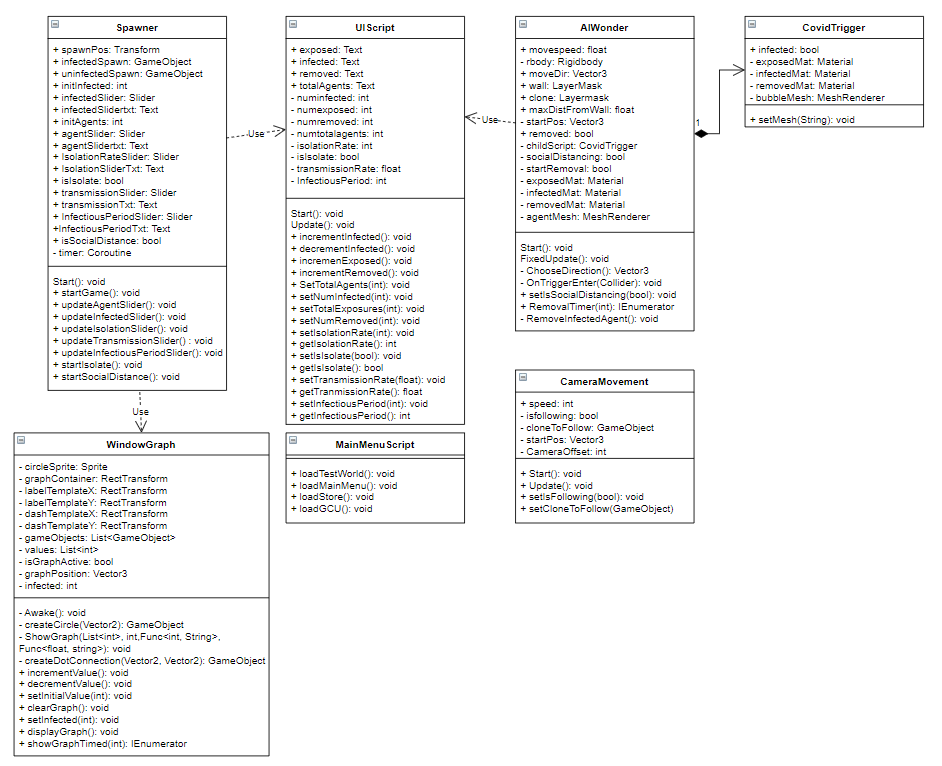 Spawner
+ spawnPos: Transform
+ infectedSpawn: GameObject
+ uninfectedSpawn: GameObject
+ initInfected: int
+ infectedSlider: Slider
+ infectedSlidertxt: Text
+ initAgents: int
+ agentSlider: Slider
+ agentSlidertxt: Text
+ IsolationRateSlider: Slider
+ IsolationSliderTxt: Text
+ isIsolate: bool
+ transmissionSlider: Slider
+ transmissionTxt: Text
+ InfectiousPeriodSlider: Slider
+InfectiousPeriodTxt: Text
+ isSocialDistance: bool
- timer: Coroutine
Start(): void
+ startGame(): void
+ updateAgentSlider(): void
+ updateInfectedSlider(): void
+ updateIsolationSlider(): void
+ updateTransmissionSlider() : void
+ updateInfectiousPeriodSlider(): void
+ startIsolate(): void
+ startSocialDistance(): void
Use
UIScript
+ exposed: Text
+ infected: Text
+ removed: Text
+ totalAgents: Text
- numinfected: int
- numexposed: int
- numremoved: int
- numtotalagents: int
- isolationRate: int
- isIsolate: bool
- transmissionRate: float
- InfectiousPeriod: int
Start(): void
Update(): void
+ incrementInfected(): void
+ decrementInfected(): void
+ incremenExposed(): void
+ incrementRemoved(): void
+ SetTotalAgents(int): void
+ setNumInfected(int): void
+ setTotalExposures(int): void
+ setNumRemoved(int): void
+ setIsolationRate(int): void
+ getIsolationRate(): int
+ setIsIsolate(bool): void
+ getIsIsolate(): bool
+ setTransmissionRate(float): void
+ getTranmissionRate(): float
+ setInfectiousPeriod(int): void
+ getInfectiousPeriod(): int
Use
AIWonder
+ movespeed: float
- rbody: Rigidbody
+ moveDir: Vector3
+ wall: LayerMask
+ clone: Layermask
+ maxDistFromWall: float
- startPos: Vector3
+ removed: bool
- childScript: CovidTrigger
- socialDistancing: bool
- startRemoval: bool
- exposedMat: Material
- infectedMat: Material
- removedMat: Material
- agentMesh: MeshRenderer
Start(): void
FixedUpdate(): void
- ChooseDirection(): Vector3
- OnTriggerEnter(Collider): void
+ setIsSocialDistancing(bool): void
+ RemovalTimer(int): IEnumerator
- RemoveInfectedAgent(): void
1
CovidTrigger
+ infected: bool
- exposedMat: Material
- infectedMat: Material
- removedMat: Material
- bubbleMesh: MeshRenderer
+ setMesh(String): void
Use
WindowGraph
- circleSprite: Sprite
- graphContainer: RectTransform
- labelTemplateX: RectTransform
- labelTemplateY: RectTransform
- dashTemplateX: RectTransform
- dashTemplateY: RectTransform
- gameObjects: List<GameObject>
- values: List<int>
- isGraphActive: bool
- graphPosition: Vector3
- infected: int
- Awake(): void
- createCircle(Vector2): GameObject
- ShowGraph(List<int>, int,Func<int, String>,
Func<float, string>): void
- createDotConnection(Vector2, Vector2): GameObject
+ incrementValue(): void
+ decrementValue(): void
+ setInitialValue(int): void
+ clearGraph(): void
+ setInfected(int): void
+ displayGraph(): void
+ showGraphTimed(int): IEnumerator
MainMenuScript
+ loadTestWorld(): void
+ loadMainMenu(): void
+ loadStore(): void
+ loadGCU(): void
CameraMovement
+ speed: int
- isfollowing: bool
- cloneToFollow: GameObject
- startPos: Vector3
- CameraOffset: int
+ Start(): void
+ Update(): void
+ setIsFollowing(bool): void
+ setCloneToFollow(GameObject)